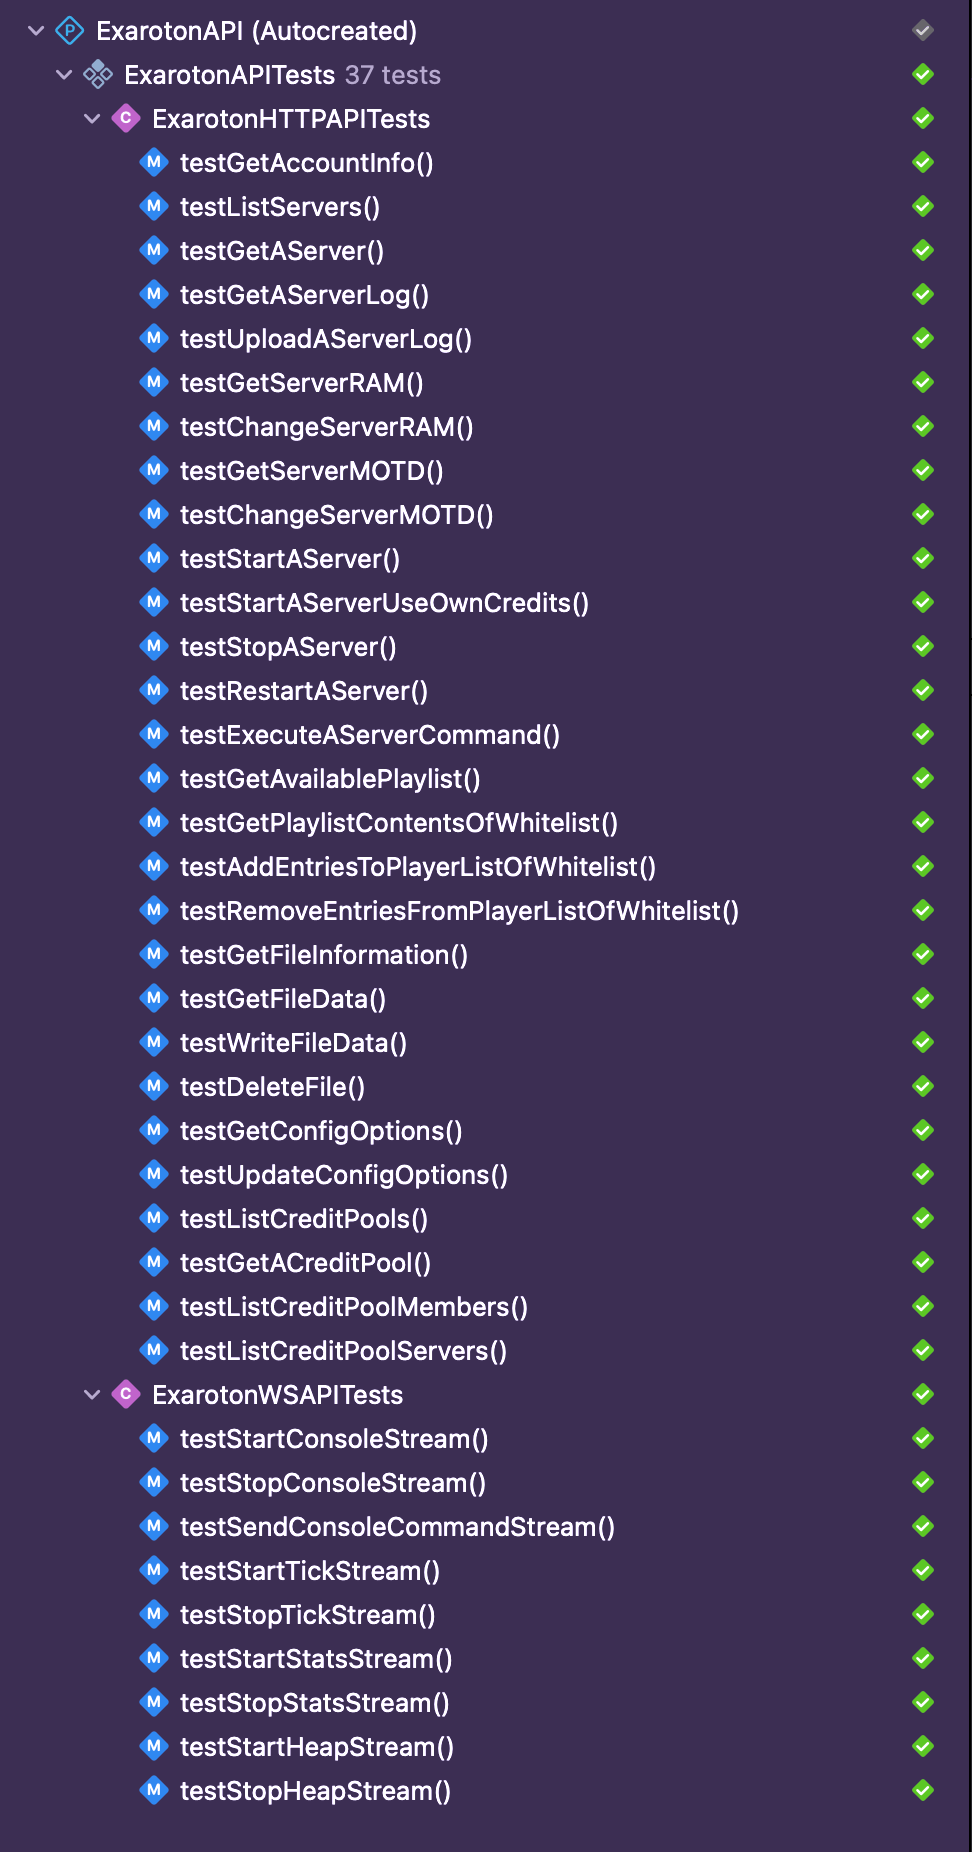 P ExarotonAPI (Autocreated)
ExarotonAPITests 37 tests
C ExarotonHTTPAPITests
M testGetAccountInfo()
M testListServers()
M testGetAServer()
M testGetAServerLog()
M testUploadAServerLog()
M testGetServerRAM()
M testChangeServerRAM()
M testGetServerMOTD()
M testChangeServerMOTD()
M testStartAServer()
M testStartAServerUseOwnCredits()
M testStopAServer()
M testRestartAServer()
M testExecuteAServerCommand()
M testGetAvailablePlaylist()
M testGetPlaylistContentsOfWhitelist()
M testAddEntriesToPlayerListOfWhitelist()
M testRemoveEntriesFromPlayerListOfWhitelist()
M testGetFileInformation()
M testGetFileData()
M testWriteFileData()
M testDeleteFile()
M testGetConfigOptions()
M testUpdateConfigOptions()
M testListCreditPools()
M testGetACreditPool()
M testListCreditPoolMembers()
M testListCreditPoolServers()
C ExarotonWSAPITests
M testStartConsoleStream()
M testStopConsoleStream()
M testSendConsoleCommandStream()
M testStartTickStream()
M testStopTickStream()
M testStartStatsStream()
M testStopStatsStream()
M testStartHeapStream()
M testStopHeapStream()